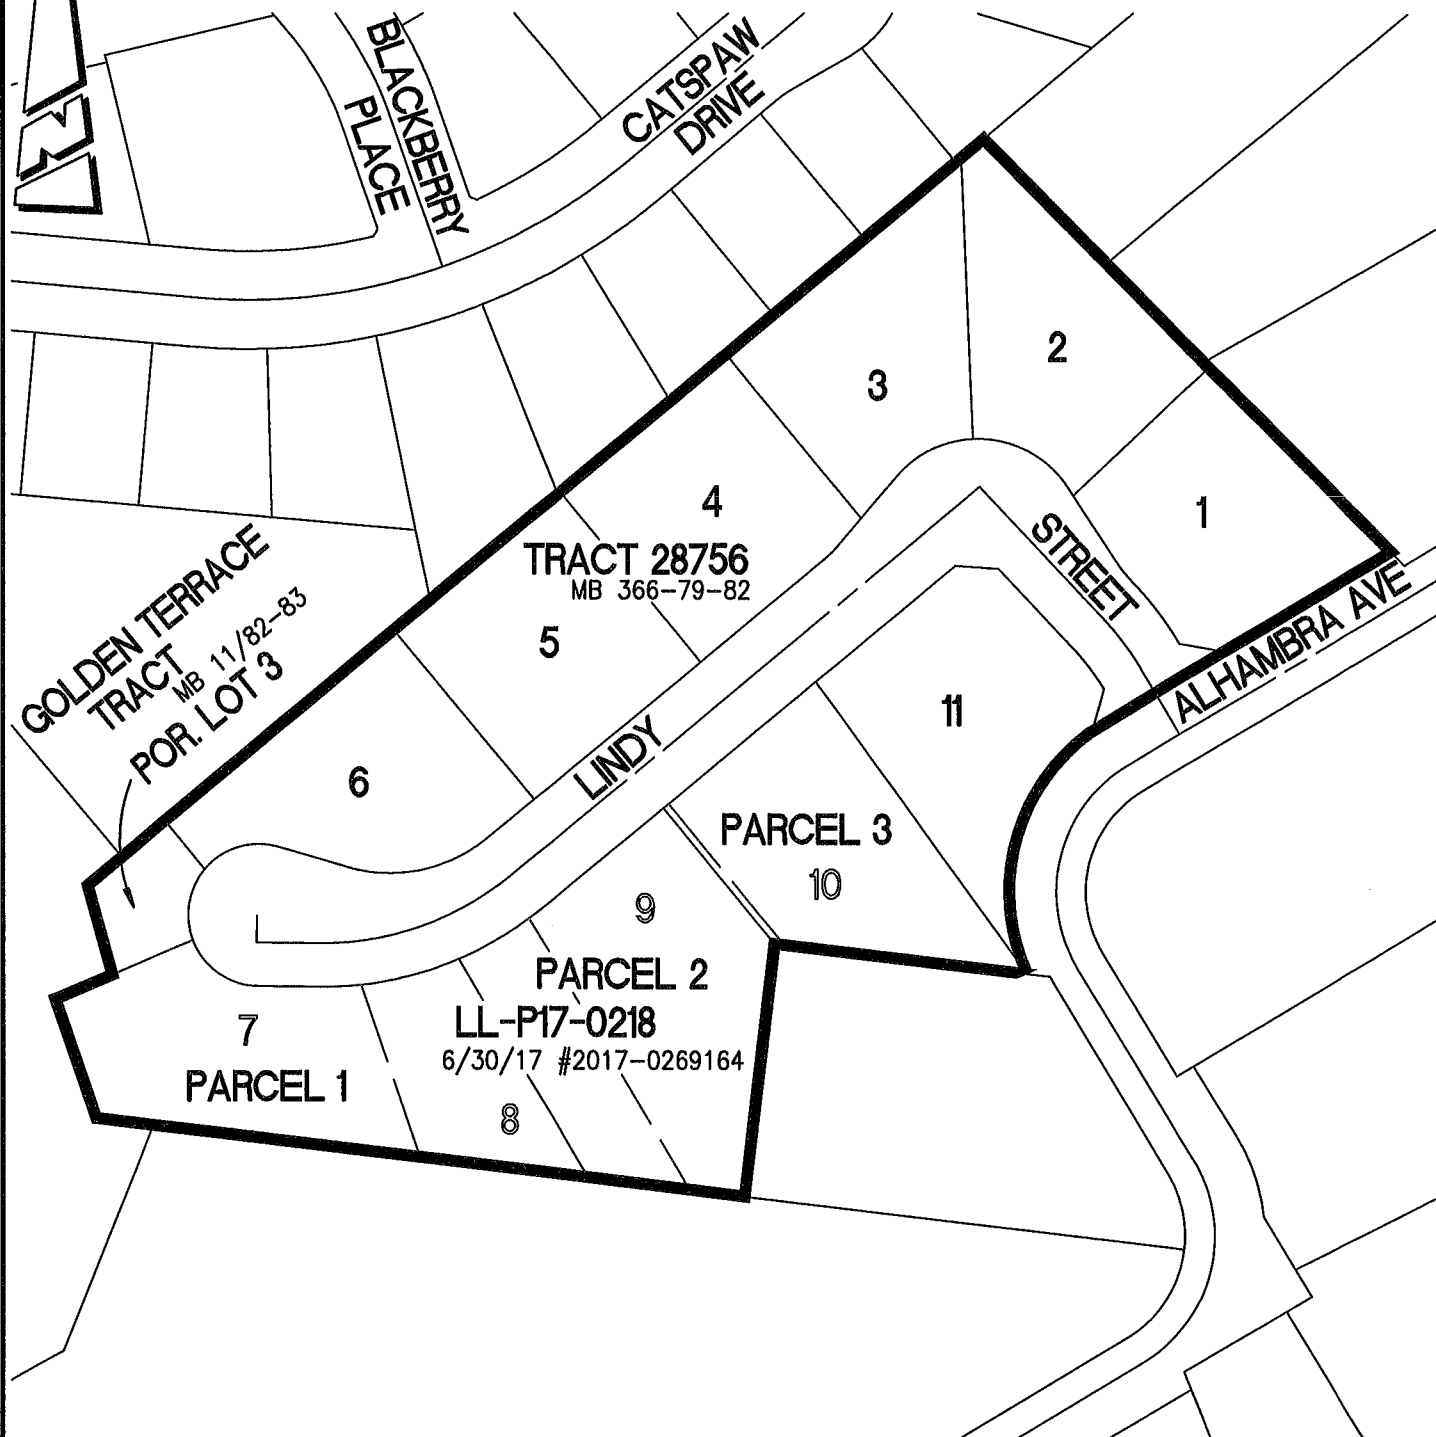 BLACKBERRY
PLACE
CATSPAW
DRIVE
2
3
1
4
TRACT 28756
MB 366-79-82
STREET
GOLDEN TERRACE
TRACT
MB 11/82-83
POR. LOT 3
5
ALHAMBRA AVE
11
LINDY
6
PARCEL 3
10
9
PARCEL 2
LL-P17-0218
6/30/17 #2017-0269164
7
PARCEL 1
8